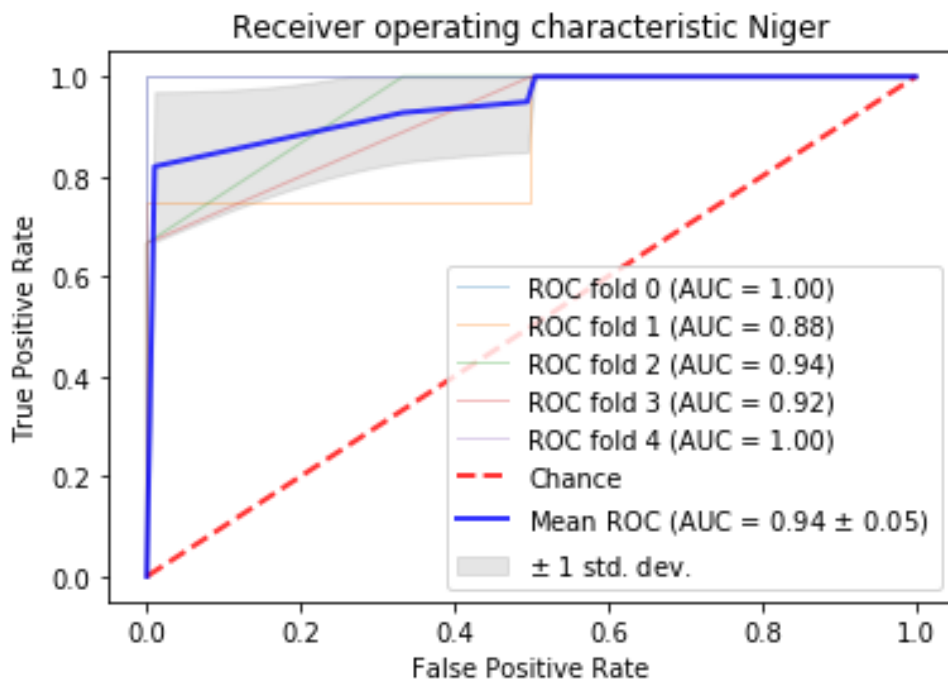 Receiver operating characteristic Niger
True Positive Rate
1.0
0.8
0.6
0.4
0.2
0.0
ROC fold 0 (AUC = 1.00)
ROC fold 1 (AUC = 0.88)
ROC fold 2 (AUC = 0.94)
ROC fold 3 (AUC = 0.92)
ROC fold 4 (AUC = 1.00)
Chance
Mean ROC (AUC = 0.94 ± 0.05)
± 1 std. dev.
0.0 0.2 0.4 0.6 0.8 1.0
False Positive Rate